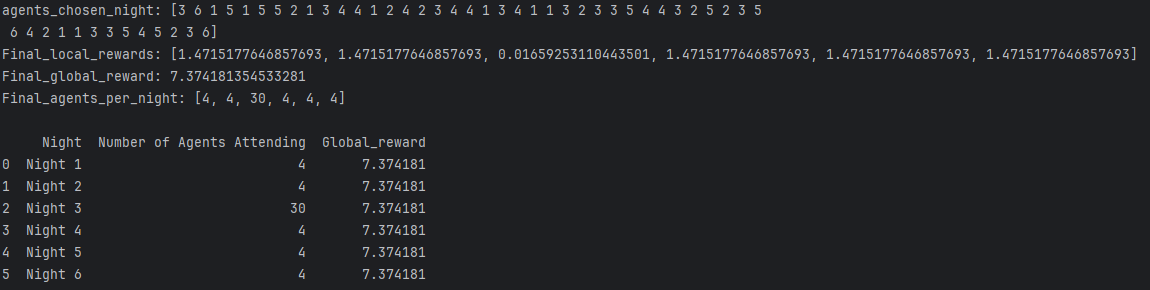 agents_chosen_night: [3 6 1 5 1 5 5 2 1 3 4 4 1 2 4 2 3 4 4 1 3 4 1 1 3 2 3 3 5 4 4 3 2 5 2 3 5
6 4 2 1 1 3 3 5 4 5 2 3 6]
Final_local_rewards: [1.4715177646857693, 1.4715177646857693, 0.01659253110443501, 1.4715177646857693, 1.4715177646857693, 1.4715177646857693]
Final_global_reward: 7.374181354533281
Final_agents_per_night: [4, 4, 30, 4, 4, 4]
Night Number of Agents Attending Global_reward
0 Night 1 4 7.374181
1 Night 2 4 7.374181
2 Night 3 30 7.374181
3 Night 4 4 7.374181
4 Night 5 4 7.374181
5 Night 6 4 7.374181